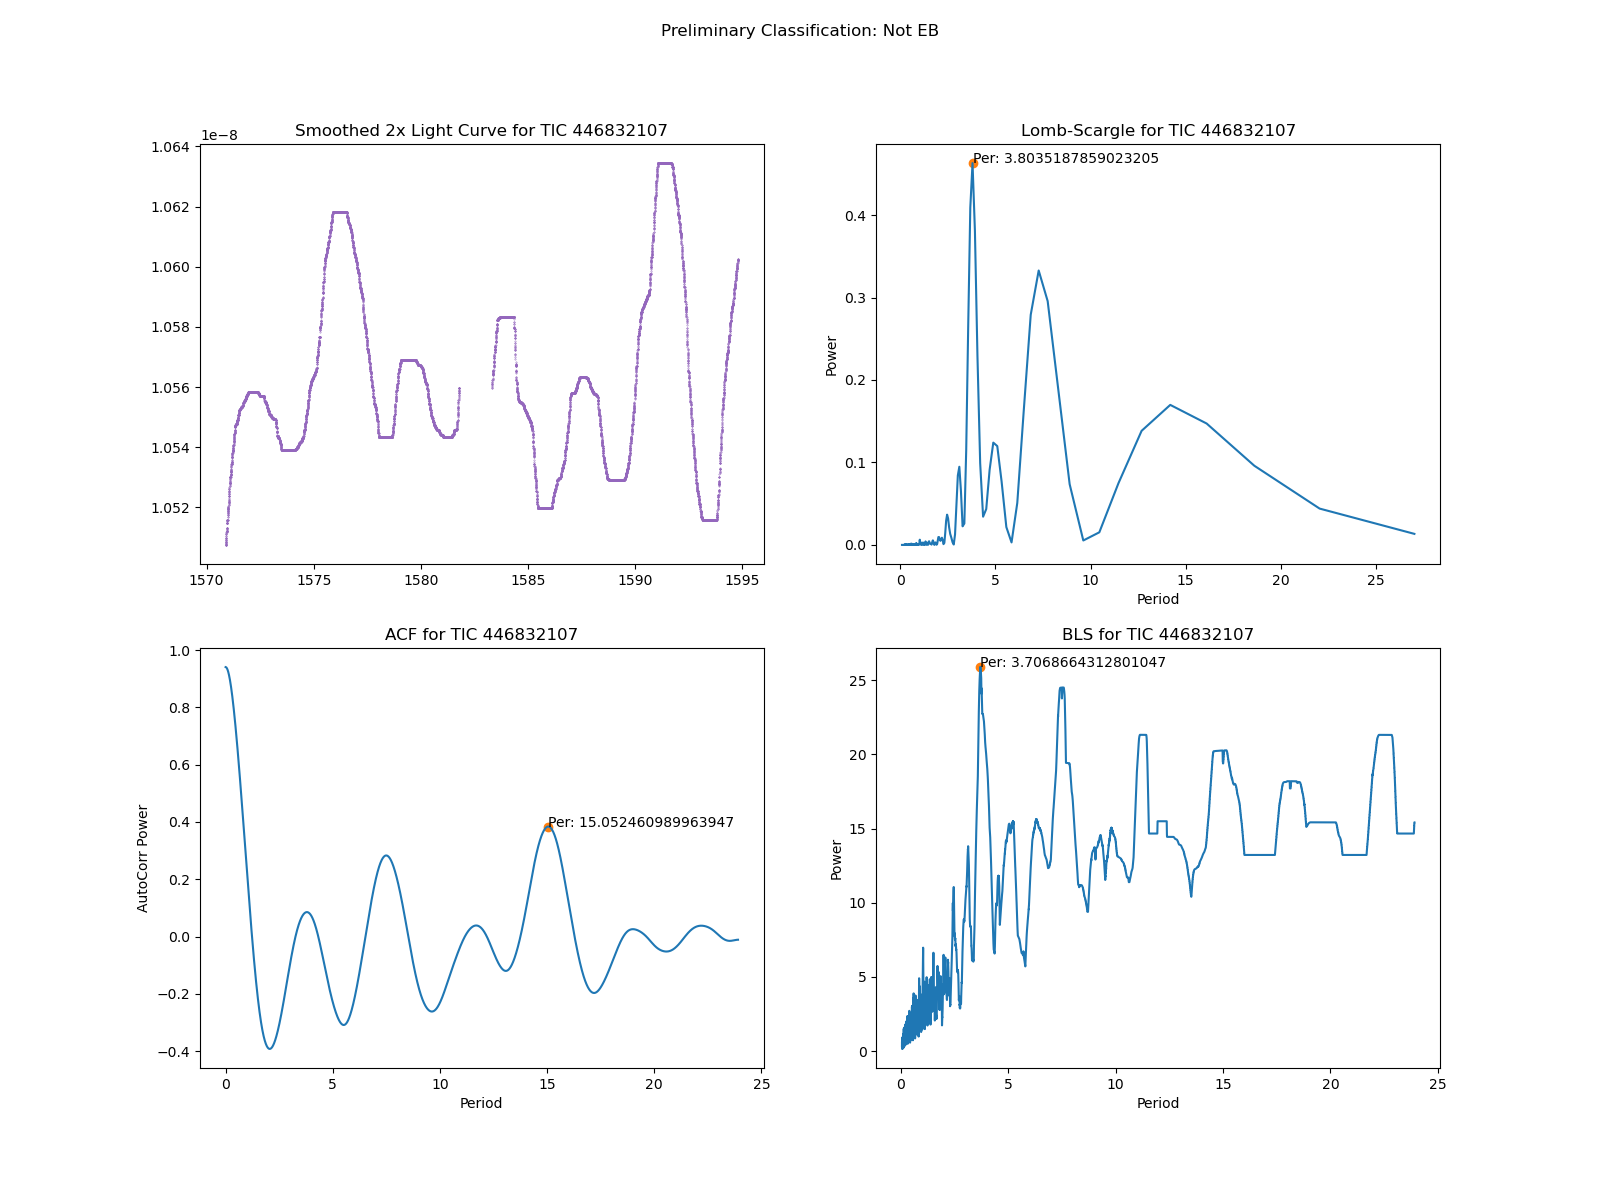 Preliminary Classification: Not EB
Smoothed 2x Light Curve for TIC 446832107
1e−8
1.064
1.062
1.060
1.058
1.056
1.054
1.052
1570 1575 1580 1585 1590 1595
Lomb-Scargle for TIC 446832107
Per: 3.8035187859023205
Power
0.4
0.3
0.2
0.1
0.0
0 5 10 15 20 25
Period
ACF for TIC 446832107
Per: 15.052460989963947
AutoCorr Power
1.0
0.8
0.6
0.4
0.2
0.0
−0.2
−0.4
0 5 10 15 20 25
Period
BLS for TIC 446832107
Per: 3.7068664312801047
Power
25
20
15
10
5
0
0 5 10 15 20 25
Period